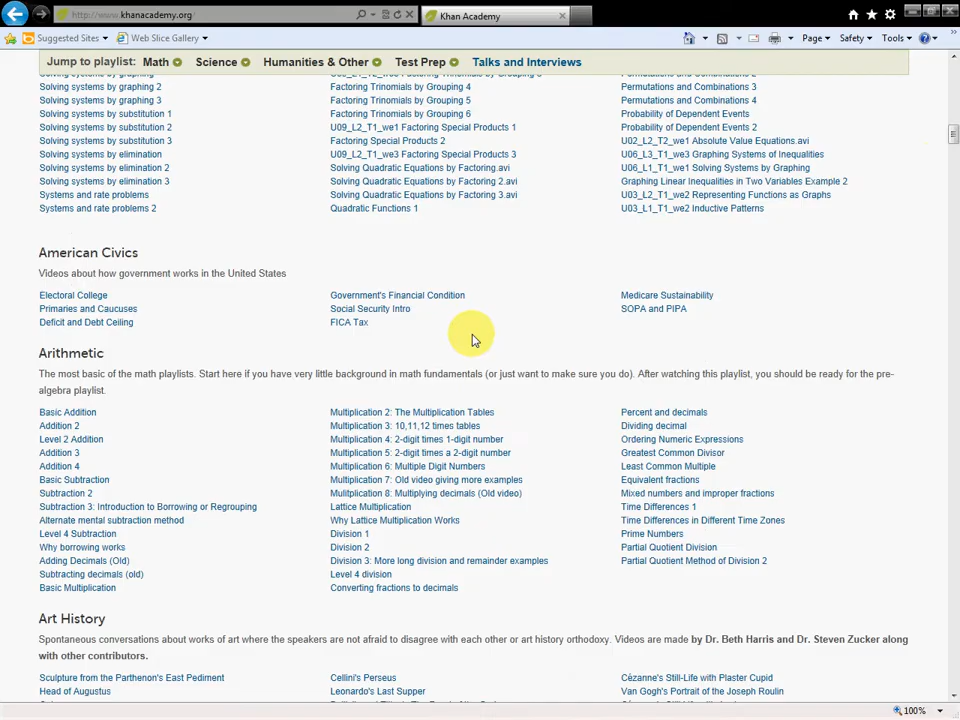 http://www.khanacademy.org
Khan Academy
Suggested Sites
Web Slice Gallery
Page
Safety
Tools
Jump to playlist: Math Science Humanities & Other Test Prep Talks and Interviews
Solving systems by graphing
Solving systems by graphing 2 Factoring Trinomials by Grouping 4 Permutations and Combinations 3
Solving systems by graphing 3 Factoring Trinomials by Grouping 5 Permutations and Combinations 4
Solving systems by substitution 1 Factoring Trinomials by Grouping 6 Probability of Dependent Events
Solving systems by substitution 2 U09_L2_T1_we1 Factoring Special Products 1 Probability of Dependent Events 2
Solving systems by substitution 3 Factoring Special Products 2 U02_L2_T2_we1 Absolute Value Equations.avi
Solving systems by elimination U09_L2_T1_we3 Factoring Special Products 3 U06_L3_T1_we3 Graphing Systems of Inequalities
Solving systems by elimination 2 Solving Quadratic Equations by Factoring.avi U06_L1_T1_we1 Solving Systems by Graphing
Solving systems by elimination 3 Solving Quadratic Equations by Factoring 2.avi Graphing Linear Inequalities in Two Variables Example 2
Systems and rate problems Solving Quadratic Equations by Factoring 3.avi U03_L2_T1_we2 Representing Functions as Graphs
Systems and rate problems 2 Quadratic Functions 1 U03_L1_T1_we2 Inductive Patterns
American Civics
Videos about how government works in the United States
Electoral College Government's Financial Condition Medicare Sustainability
Primaries and Caucuses Social Security Intro SOPA and PIPA
Deficit and Debt Ceiling FICA Tax
Arithmetic
The most basic of the math playlists. Start here if you have very little background in math fundamentals (or just want to make sure you do). After watching this playlist, you should be ready for the pre-
algebra playlist.
Basic Addition Multiplication 2: The Multiplication Tables Percent and decimals
Addition 2 Multiplication 3: 10,11,12 times tables Dividing decimal
Level 2 Addition Multiplication 4: 2-digit times 1-digit number Ordering Numeric Expressions
Addition 3 Multiplication 5: 2-digit times a 2-digit number Greatest Common Divisor
Addition 4 Multiplication 6: Multiple Digit Numbers Least Common Multiple
Basic Subtraction Multiplication 7: Old video giving more examples Equivalent fractions
Subtraction 2 Mulitplication 8: Multiplying decimals (Old video) Mixed numbers and improper fractions
Subtraction 3: Introduction to Borrowing or Regrouping Lattice Multiplication Time Differences 1
Alternate mental subtraction method Why Lattice Multiplication Works Time Differences in Different Time Zones
Level 4 Subtraction Division 1 Prime Numbers
Why borrowing works Division 2 Partial Quotient Division
Adding Decimals (Old) Division 3: More long division and remainder examples Partial Quotient Method of Division 2
Subtracting decimals (old) Level 4 division
Basic Multiplication Converting fractions to decimals
Art History
Spontaneous conversations about works of art where the speakers are not afraid to disagree with each other or art history orthodoxy. Videos are made by Dr. Beth Harris and Dr. Steven Zucker along
with other contributors.
Sculpture from the Parthenon's East Pediment Cellini's Perseus Cézanne's Still-Life with Plaster Cupid
Head of Augustus Leonardo's Last Supper Van Gogh's Portrait of the Joseph Roulin
100%